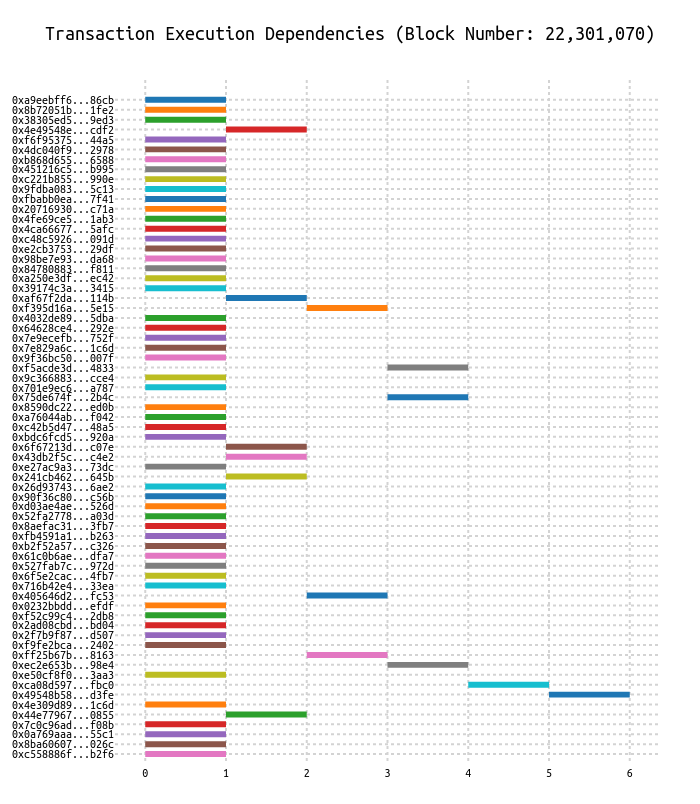 Transaction Execution Dependencies (Block Number: 22,301,070)
0xa9eebff6...86cb
0x8b72051b...1fe2
0x38305ed5...9ed3
0x4e49548e...cdf2
0xf6f95375...44a5
0x4dc040f9...2978
0xb868d655...6588
0x451216c5...b995
0xc221b855...990e
0x9fdba083...5c13
0xfbabb0ea...7f41
0x20716930...c71a
0x4fe69ce5...1ab3
0x4ca66677...5afc
0xc48c5926...091d
0xe2cb3753...29df
0x98be7e93...da68
0x84780883...f811
0xa250e3df...ec42
0x39174c3a...3415
0xaf67f2da...114b
0xf395d16a...5e15
0x4032de89...5dba
0x64628ce4...292e
0x7e9ecefb...752f
0x7e829a6c...1c6d
0x9f36bc50...007f
0xf5acde3d...4833
0x9c366883...cce4
0x701e9ec6...a787
0x75de674f...2b4c
0x8590dc22...ed0b
0xa76044ab...f042
0xc42b5d47...48a5
0xbdc6fcd5...920a
0x6f67213d...c07e
0x43db2f5c...c4e2
0xe27ac9a3...73dc
0x241cb462...645b
0x26d93743...6ae2
0x90f36c80...c56b
0xd03ae4ae...526d
0x52fa2778...a03d
0x8aefac31...3fb7
0xfb4591a1...b263
0xb2f52a57...c326
0x61c0b6ae...dfa7
0x527fab7c...972d
0x6f5e2cac...4fb7
0x716b42e4...33ea
0x405646d2...fc53
0x0232bbdd...efdf
0xf52c99c4...2db8
0x2ad08cbd...bd04
0x2f7b9f87...d507
0xf9fe2bca...2402
0xff25b67b...8163
0xec2e653b...98e4
0xe50cf8f0...3aa3
0xca08d597...fbc0
0x49548b58...d3fe
0x4e309d89...1c6d
0x44e77967...0855
0x7c0c96ad...f08b
0x0a769aaa...55c1
0x8ba60607...026c
0xc558886f...b2f6
0 1 2 3 4 5 6